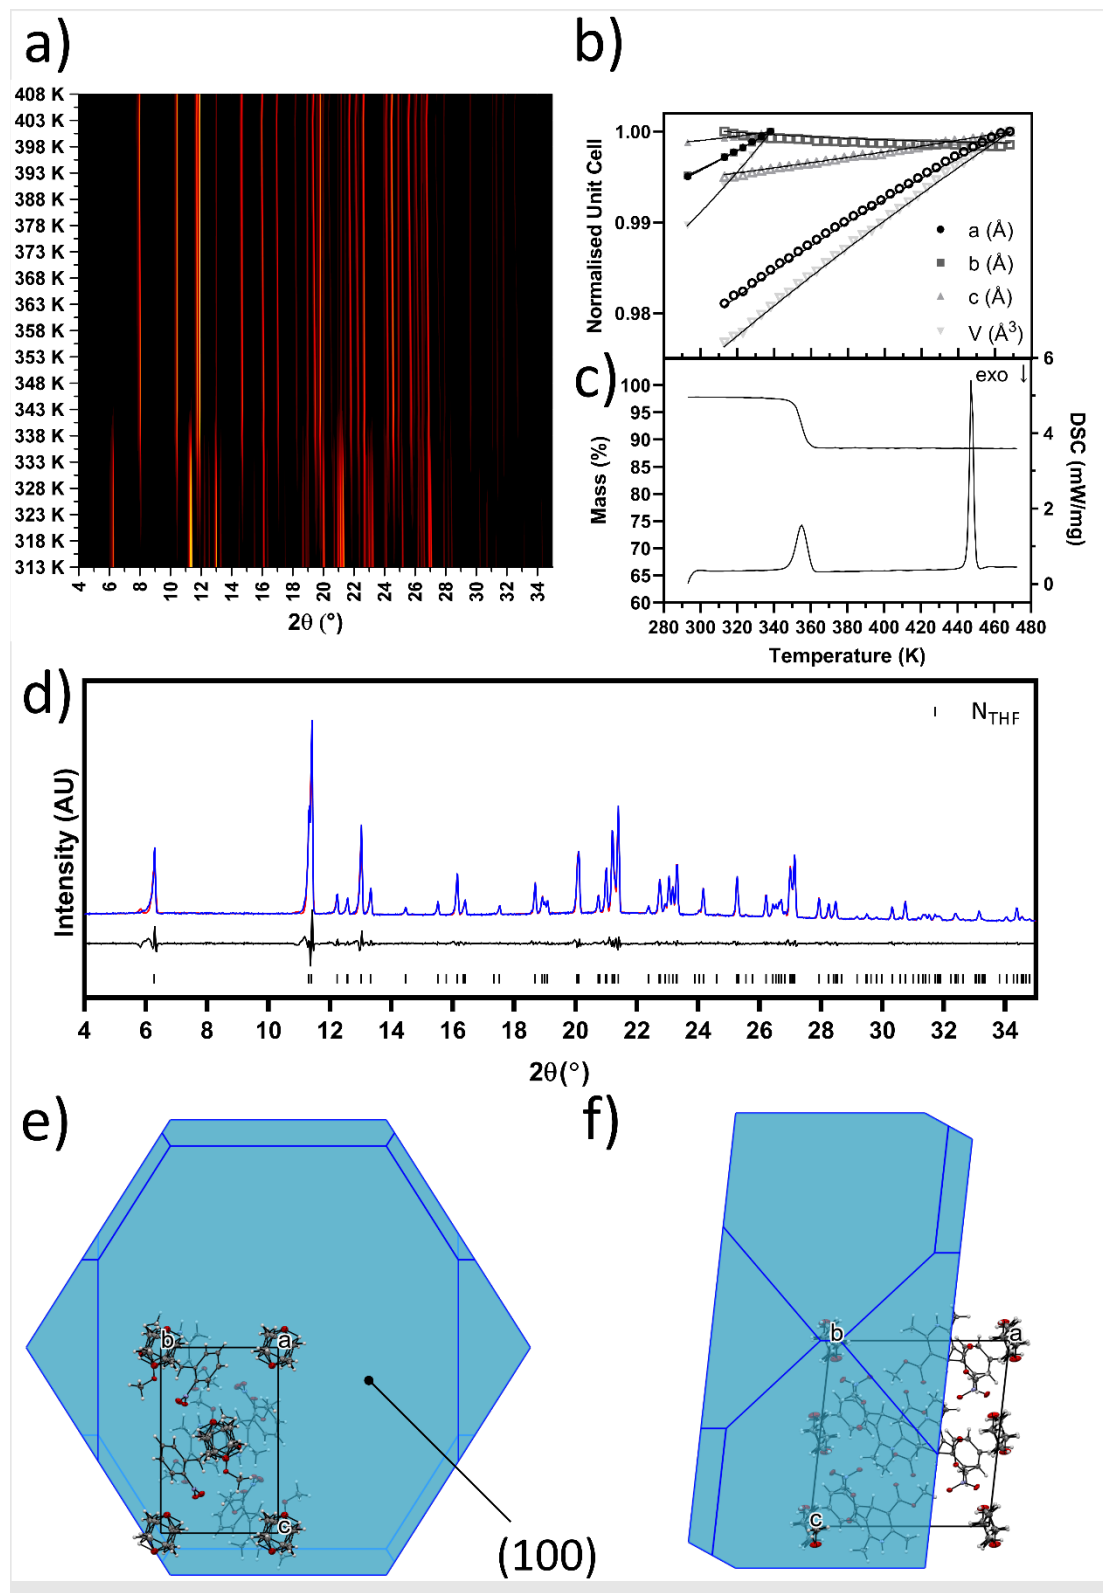 a)
408 K
403 K
398 K
393 K
388 K
383 K
378 K
373 K
368 K
363 K
358 K
353 K
348 K
343 K
338 K
333 K
328 K
323 K
318 K
313 K
4 6 8 10 12 14 16 18 20 22 24 26 28 30 32 34
2θ (°)
b)
Normalised Unit Cell
1.00
0.99
0.98
a (Å)
b (Å)
c (Å)
V (Å³)
c)
exo ↓
Mass (%)
100
95
90
85
80
75
70
65
60
6
4
2
0
DSC (mW/mg)
280 300 320 340 360 380 400 420 440 460 480
Temperature (K)
d)
Intensity (AU)
N_THF
4 6 8 10 12 14 16 18 20 22 24 26 28 30 32 34
2θ(°)
e)
b
a
c
(100)
f)
b
a
c